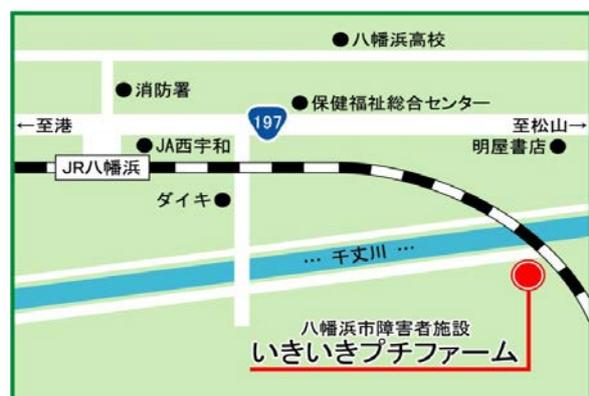 八幡浜高校
消防署
保健福祉総合センター
197
←至港
至松山→
JA西宇和
明屋書店
JR八幡浜
ダイキ
… 千丈川 …
八幡浜市障害者施設
いきいきプチファーム